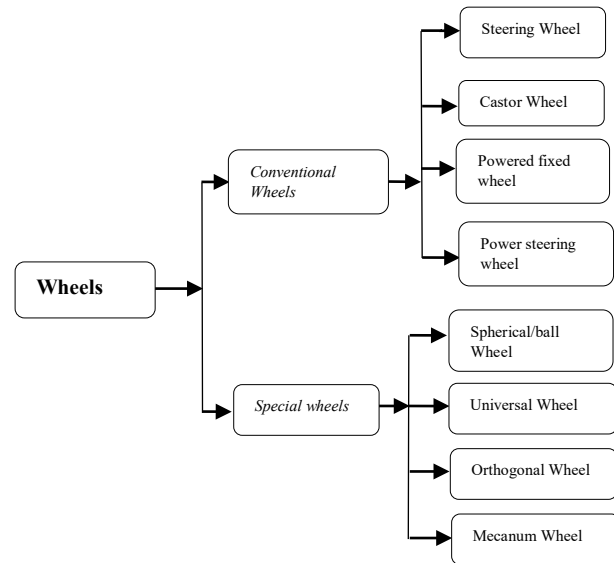 Wheels
Conventional
Wheels
Steering Wheel
Castor Wheel
Powered fixed
wheel
Power steering
wheel
Special wheels
Spherical/ball
Wheel
Universal Wheel
Orthogonal Wheel
Mecanum Wheel